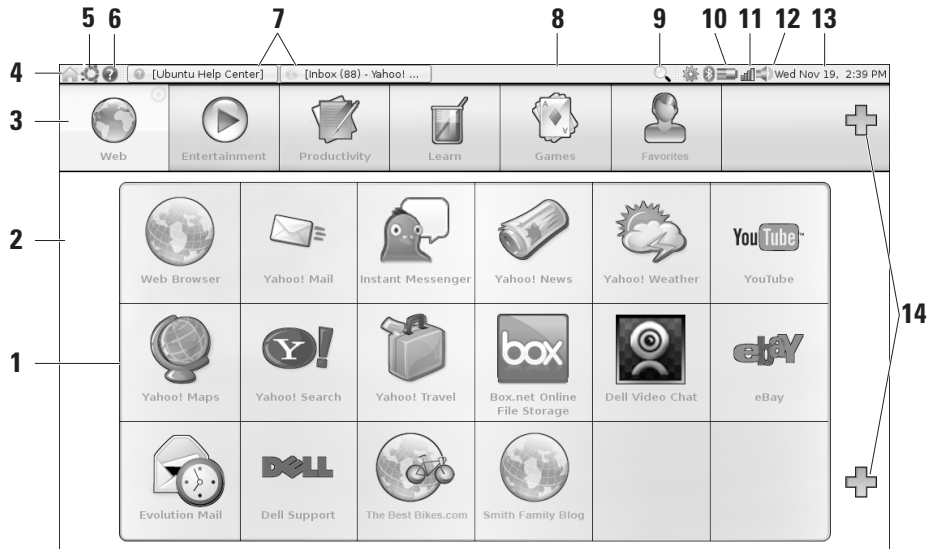 5 6 7 8 9 10 11 12 13
4 ? ? [Ubuntu Help Center] [Inbox (88) - Yahoo! ... Wed Nov 19, 2:39 PM
3
A
A
Web Entertainment Productivity Learn Games Favorites
2
You Tube™
Web Browser Yahoo! Mail Instant Messenger Yahoo! News Yahoo! Weather YouTube
14
1
Y! box ebY
Yahoo! Maps Yahoo! Search Yahoo! Travel Box.net Online File Storage Dell Video Chat eBay
DELL
Evolution Mail Dell Support The Best Bikes.com Smith Family Blog